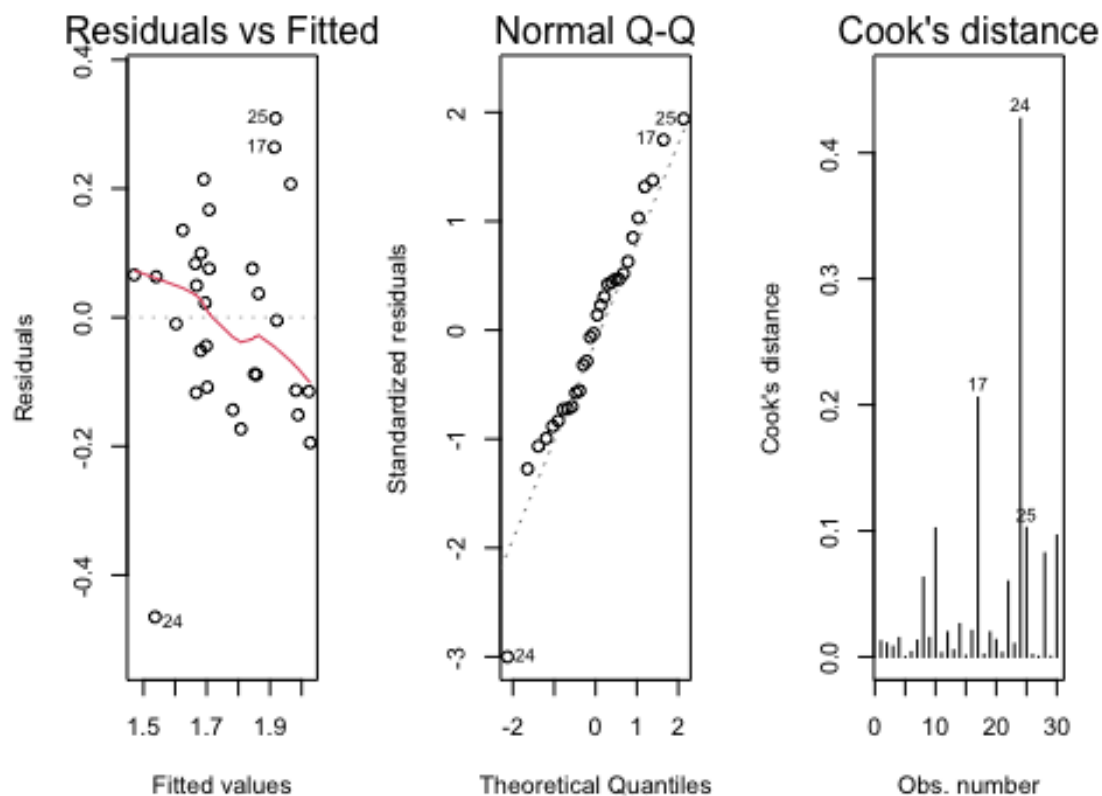 Residuals vs Fitted
0.4
0.2
0.0
-0.2
-0.4
25
17
24
Residuals
1.5 1.7 1.9
Fitted values
Normal Q-Q
2
1
0
-1
-2
-3
25
17
24
Standardized residuals
-2 0 1 2
Theoretical Quantiles
Cook's distance
0.4
0.3
0.2
0.1
0.0
24
17
25
Cook's distance
0 10 20 30
Obs. number